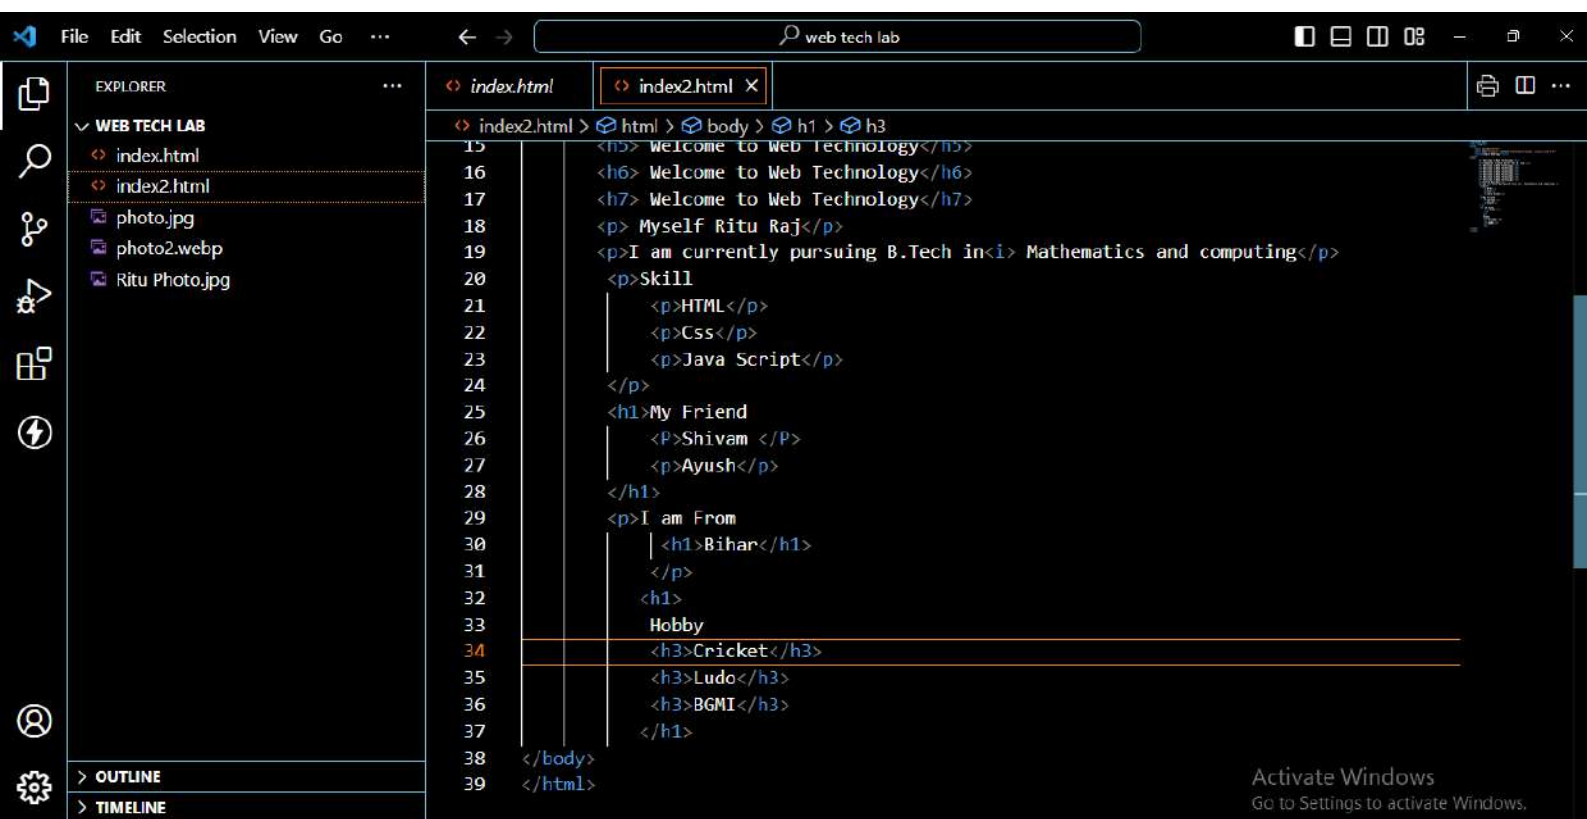 File Edit Selection View Go ··· web tech lab
EXPLORER ···
WEB TECH LAB
index.html
index2.html
photo.jpg
photo2.webp
Ritu Photo.jpg
OUTLINE
TIMELINE
index.html index2.html
index2.html > html > body > h1 > h3
15 <h5> Welcome to Web Technology</h5>
16 <h6> Welcome to Web Technology</h6>
17 <h7> Welcome to Web Technology</h7>
18 <p> Myself Ritu Raj</p>
19 <p>I am currently pursuing B.Tech in<i> Mathematics and computing</p>
20 <p>Skill
21 <p>HTML</p>
22 <p>Css</p>
23 <p>Java Script</p>
24 </p>
25 <h1>My Friend
26 <P>Shivam </P>
27 <p>Ayush</p>
28 </h1>
29 <p>I am From
30 <h1>Bihar</h1>
31 </p>
32 <h1>
33 Hobby
34 <h3>Cricket</h3>
35 <h3>Ludo</h3>
36 <h3>BGMI</h3>
37 </h1>
38 </body>
39 </html>
Activate Windows
Go to Settings to activate Windows.